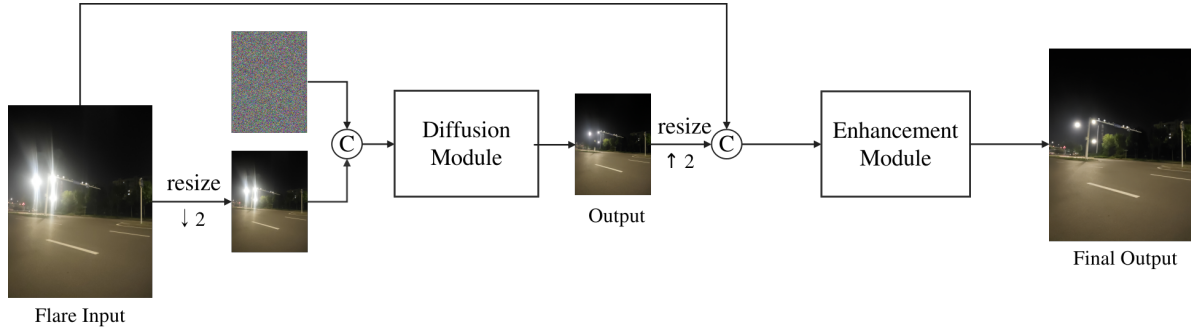 Flare Input
resize
↓ 2
C
Diffusion
Module
Output
resize
↑ 2
C
Enhancement
Module
Final Output